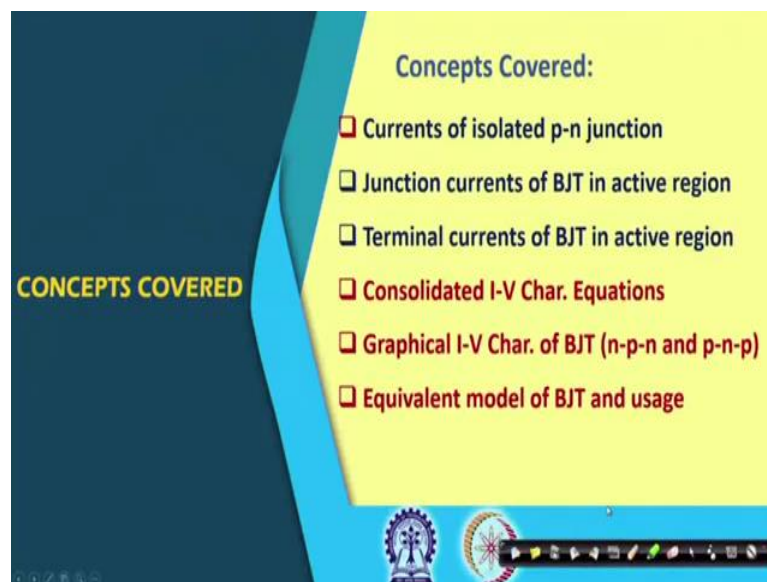 Concepts Covered:
❑ Currents of isolated p-n junction
❑ Junction currents of BJT in active region
❑ Terminal currents of BJT in active region
CONCEPTS COVERED
❑ Consolidated I-V Char. Equations
❑ Graphical I-V Char. of BJT (n-p-n and p-n-p)
❑ Equivalent model of BJT and usage